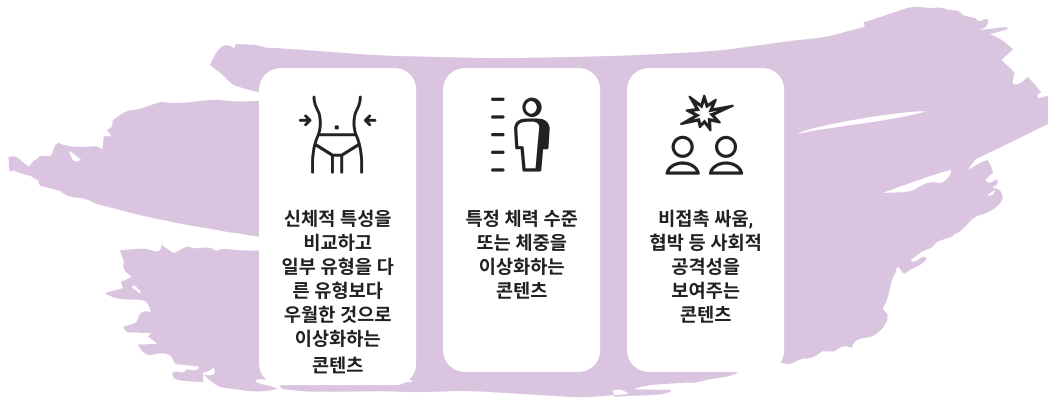 신체적 특성을
비교하고
일부 유형을 다
른 유형보다
우월한 것으로
이상화하는
콘텐츠
특정 체력 수준
또는 체중을
이상화하는
콘텐츠
비접촉 싸움,
협박 등 사회적
공격성을
보여주는
콘텐츠